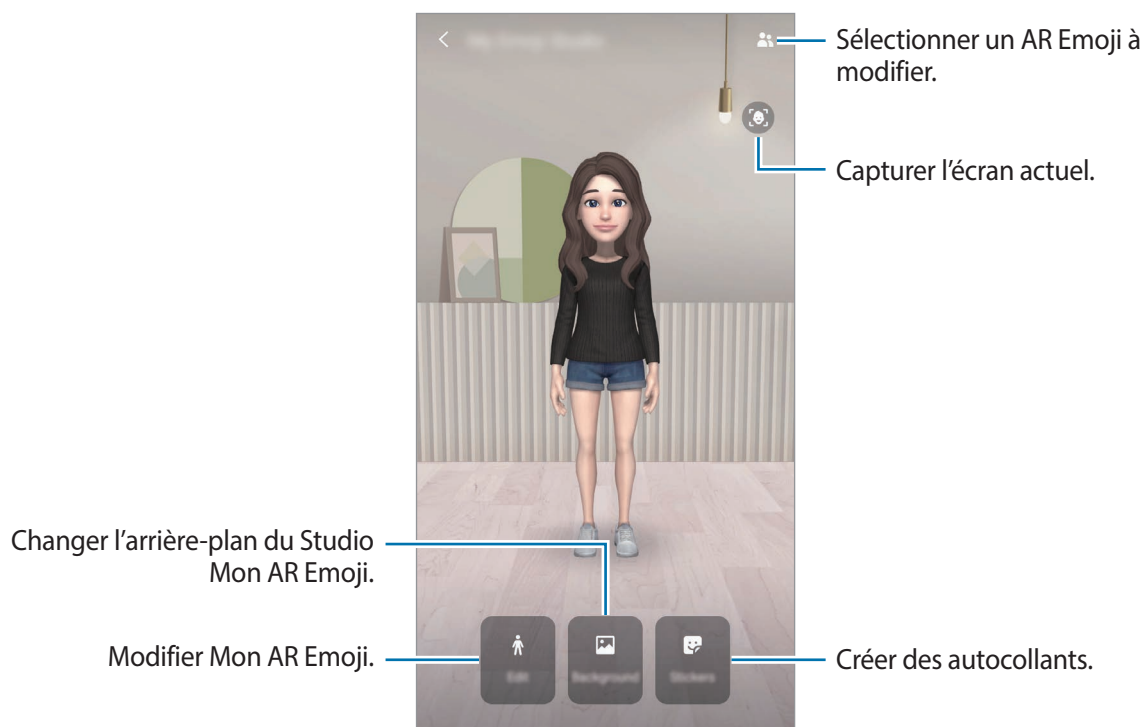 Sélectionner un AR Emoji à
modifier.
Capturer l’écran actuel.
Changer l’arrière-plan du Studio
Mon AR Emoji.
Modifier Mon AR Emoji.
Créer des autocollants.
Edit
Background
Stickers